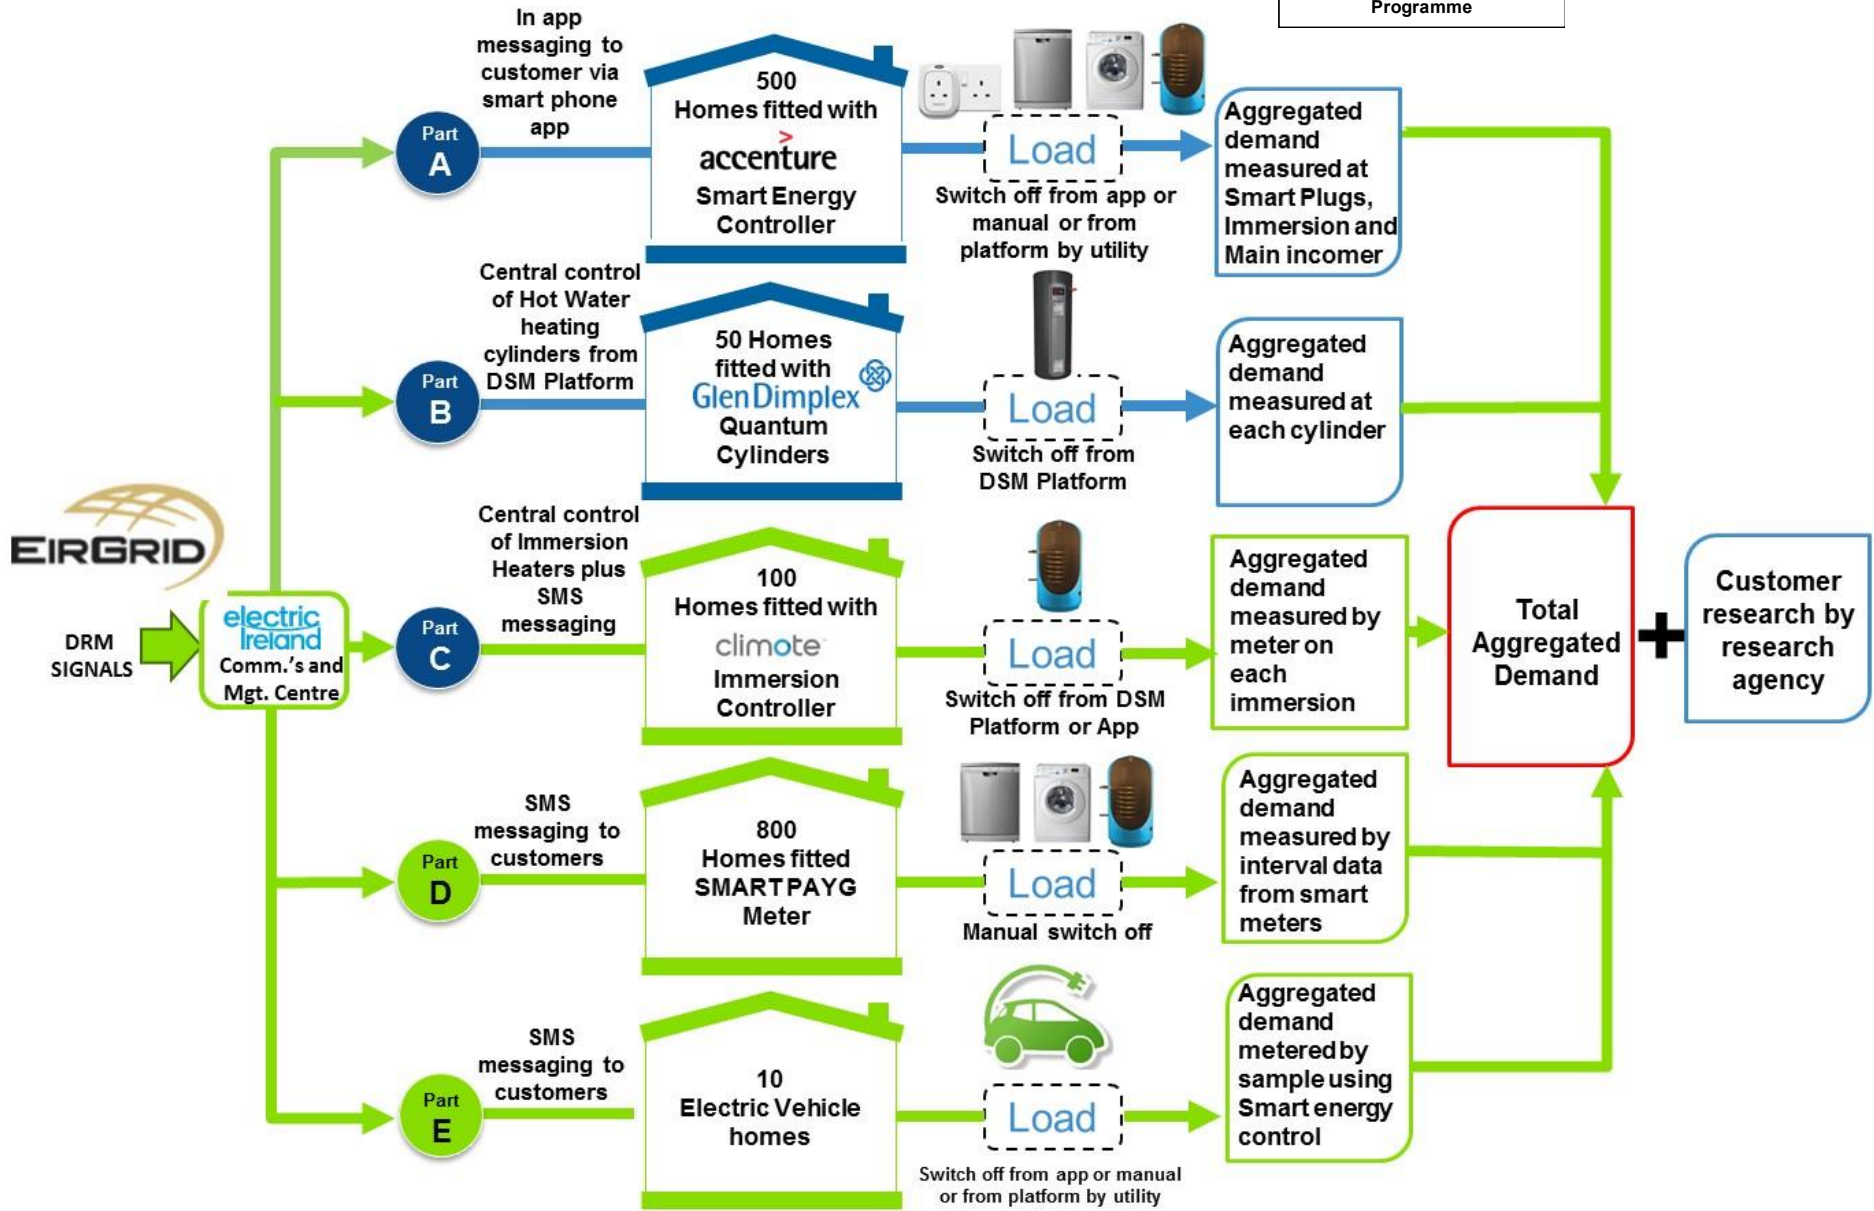 Programme
In app
messaging to
customer via
smart phone
app
Part
A
500
Homes fitted with
>
accenture
Smart Energy
Controller
Load
Switch off from app or
manual or from
platform by utility
Aggregated
demand
measured at
Smart Plugs,
Immersion and
Main incomer
Central control
of Hot Water
heating
cylinders from
DSM Platform
Part
B
50 Homes
fitted with
Glen Dimplex
Quantum
Cylinders
Load
Switch off from
DSM Platform
Aggregated
demand
measured at
each cylinder
EIRGRID
DRM
SIGNALS
electric
Ireland
Comm.'s and
Mgt. Centre
Central control
of Immersion
Heaters plus
SMS
messaging
Part
C
100
Homes fitted with
climote
Immersion
Controller
Load
Switch off from DSM
Platform or App
Aggregated
demand
measured by
meter on
each
immersion
Total
Aggregated
Demand
+
Customer
research by
research
agency
SMS
messaging to
customers
Part
D
800
Homes fitted
SMART PAYG
Meter
Load
Manual switch off
Aggregated
demand
measured by
interval data
from smart
meters
SMS
messaging to
customers
Part
E
10
Electric Vehicle
homes
Load
Switch off from app or manual
or from platform by utility
Aggregated
demand
metered by
sample using
Smart energy
control